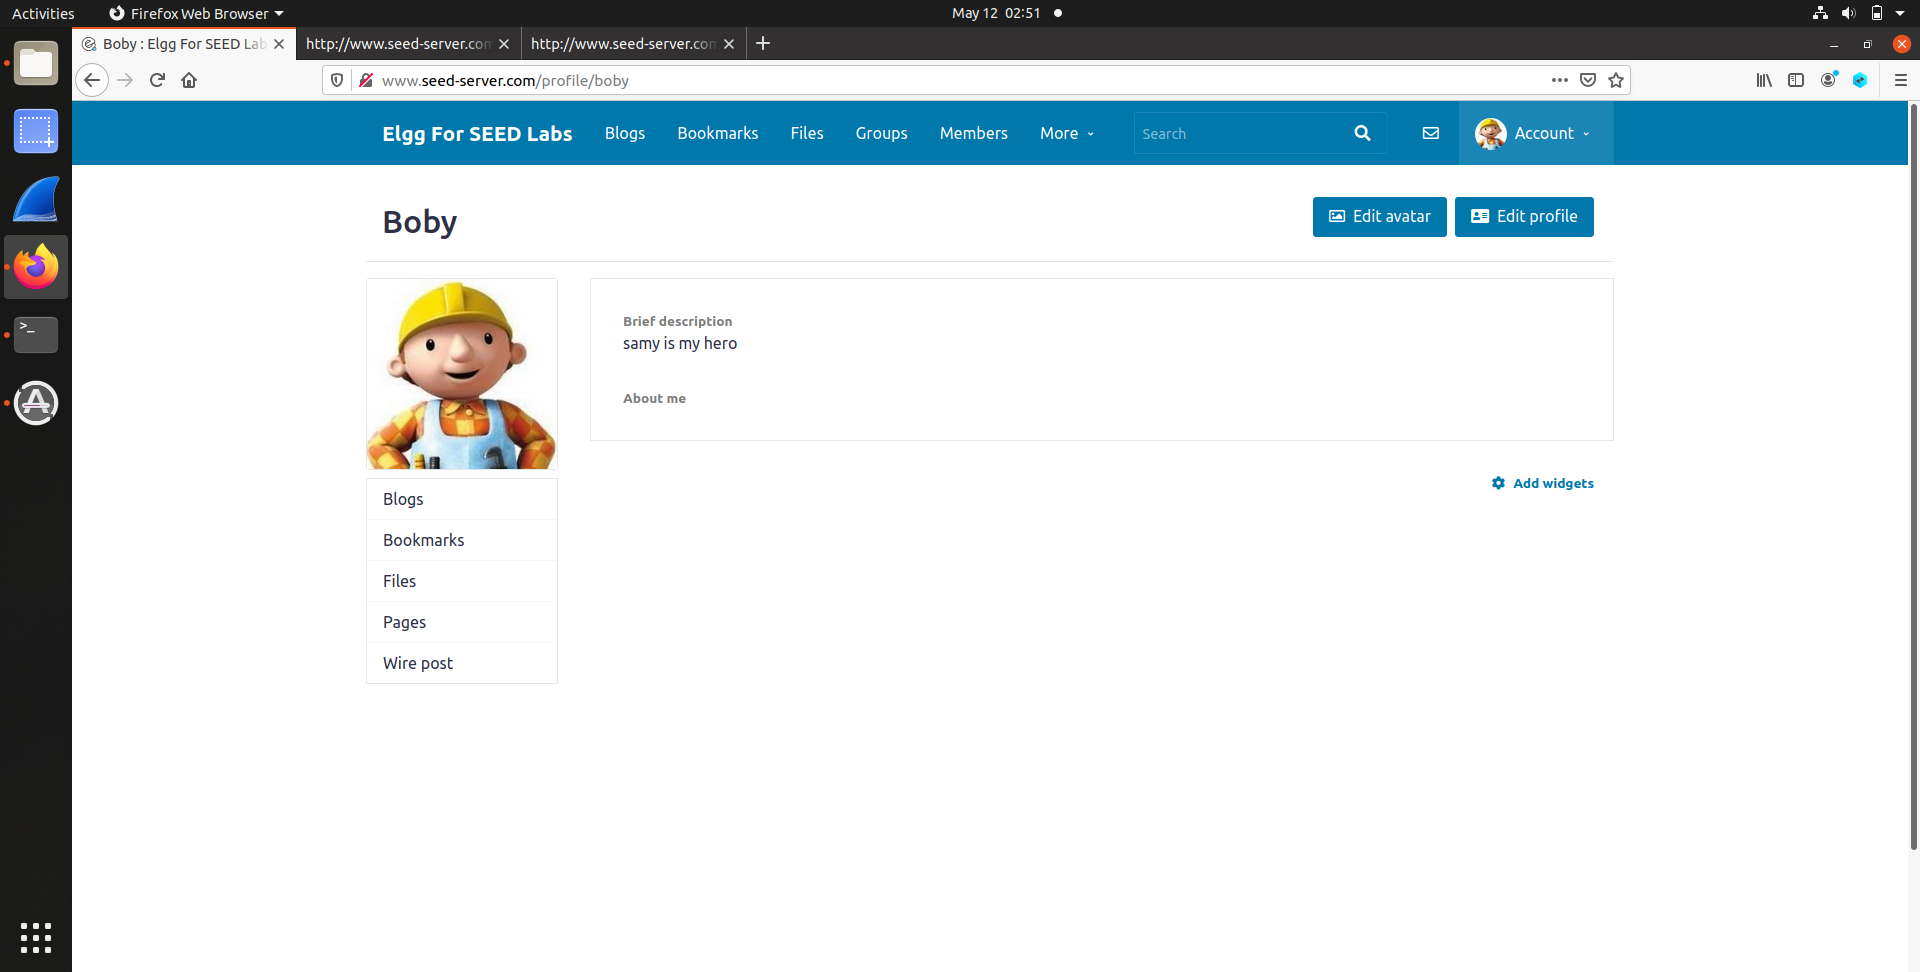 Activities
Firefox Web Browser
May 12 02:51
Boby : Elgg For SEED Lab
http://www.seed-server.com
http://www.seed-server.com
www.seed-server.com/profile/boby
Elgg For SEED Labs
Blogs
Bookmarks
Files
Groups
Members
More
Search
Account
Boby
Edit avatar
Edit profile
Brief description
samy is my hero
About me
Add widgets
Blogs
Bookmarks
Files
Pages
Wire post